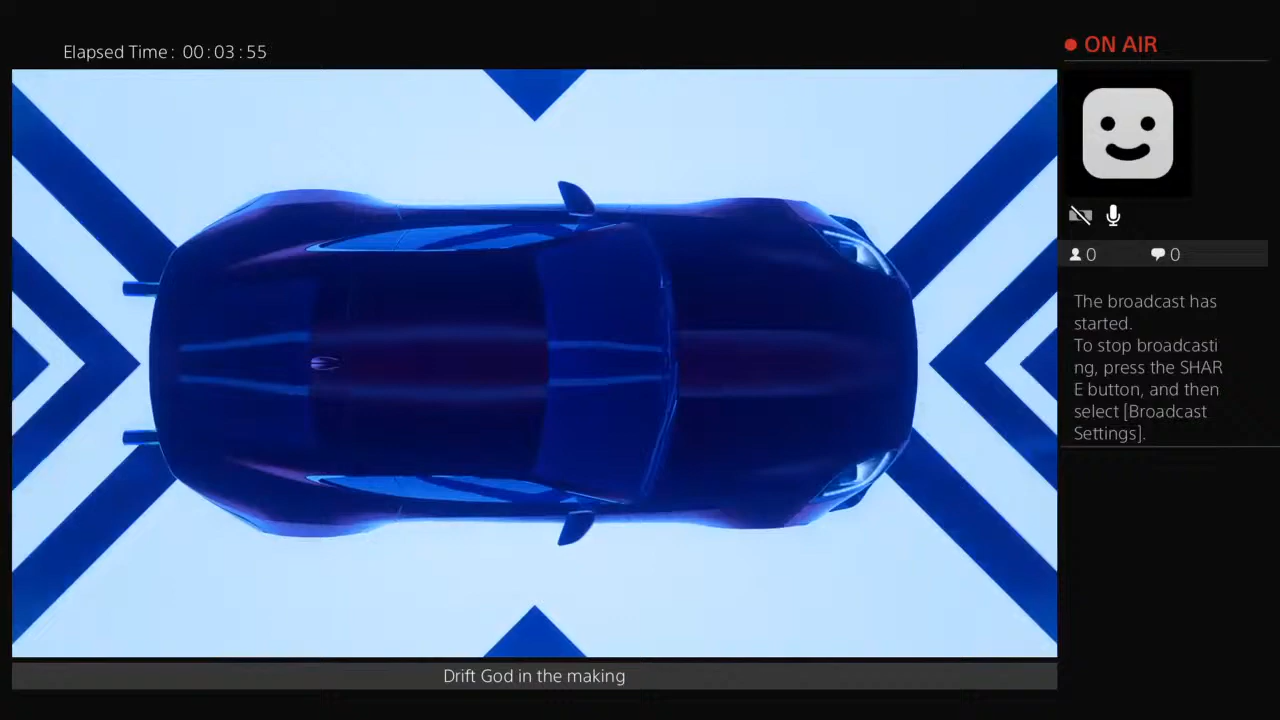 Elapsed Time: 00:03:55
ON AIR
0 0
The broadcast has
started.
To stop broadcasti
ng, press the SHAR
E button, and then
select [Broadcast
Settings].
Drift God in the making